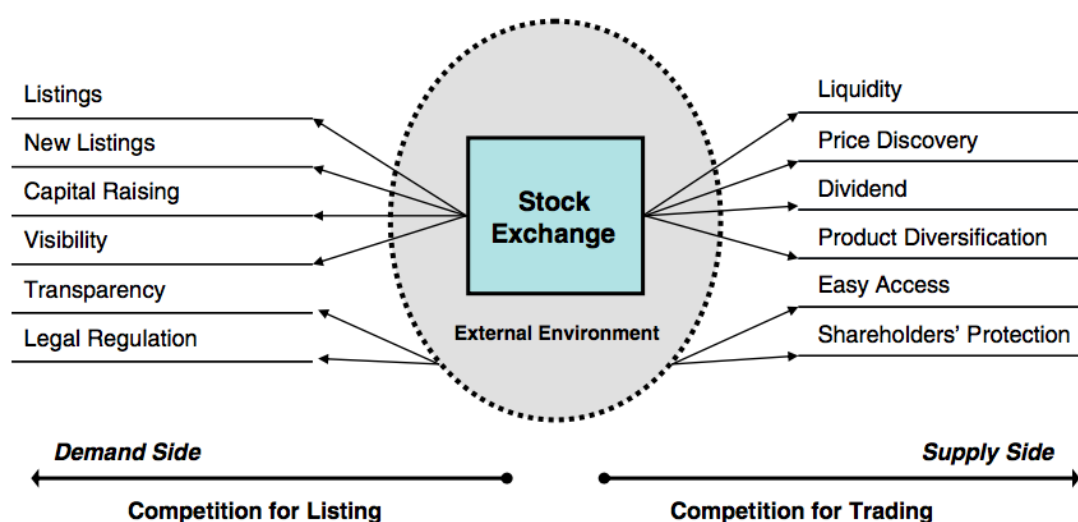 Listings
New Listings
Capital Raising
Visibility
Transparency
Legal Regulation
Stock
Exchange
External Environment
Liquidity
Price Discovery
Dividend
Product Diversification
Easy Access
Shareholders’ Protection
Demand Side
Supply Side
Competition for Listing
Competition for Trading